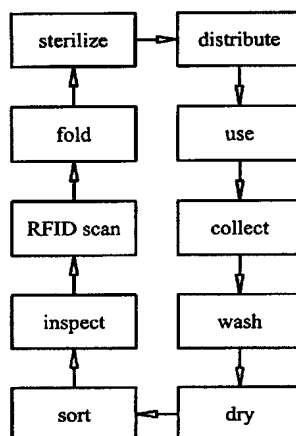 sterilize
distribute
fold
use
RFID scan
collect
inspect
wash
sort
dry